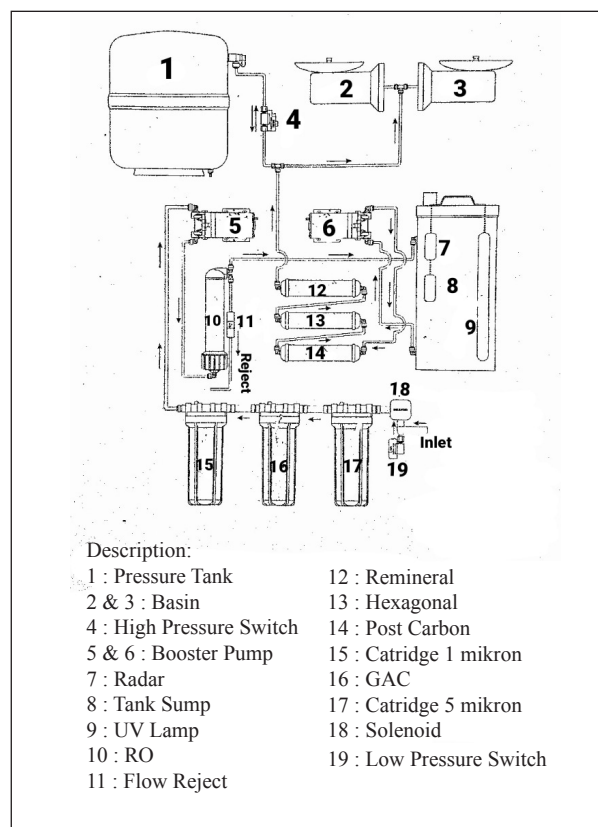 1
2
3
4
5
6
7
8
9
10
11
12
13
14
Reject
18
Inlet
15
16
17
19
Description:
1 : Pressure Tank
2 & 3 : Basin
4 : High Pressure Switch
5 & 6 : Booster Pump
7 : Radar
8 : Tank Sump
9 : UV Lamp
10 : RO
11 : Flow Reject
12 : Remineral
13 : Hexagonal
14 : Post Carbon
15 : Catridge 1 mikron
16 : GAC
17 : Catridge 5 mikron
18 : Solenoid
19 : Low Pressure Switch